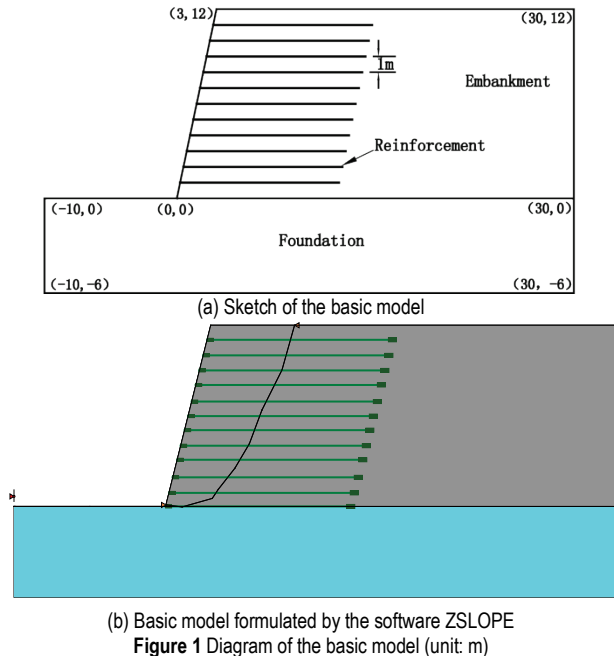 (3, 12)
(30, 12)
1m
Embankment
Reinforcement
(-10, 0)
(0, 0)
(30, 0)
Foundation
(-10, -6)
(30, -6)
(a) Sketch of the basic model
(b) Basic model formulated by the software ZSLOPE
Figure 1 Diagram of the basic model (unit: m)